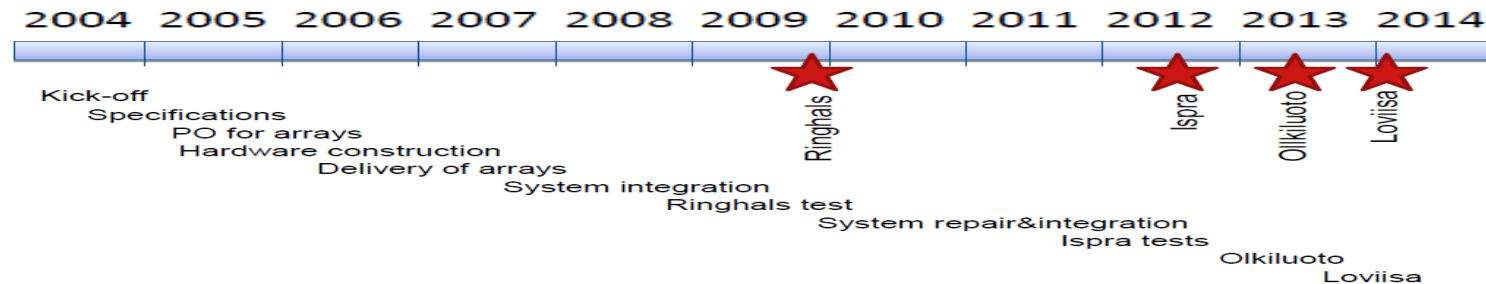 2004 2005 2006 2007 2008 2009 2010 2011 2012 2013 2014
Ringhals
Ispra
Ollkiluoto
Loviisa
Kick-off
Specifications
PO for arrays
Hardware construction
Delivery of arrays
System integration
Ringhals test
System repair&integration
Ispra tests
Olkiluoto
Loviisa